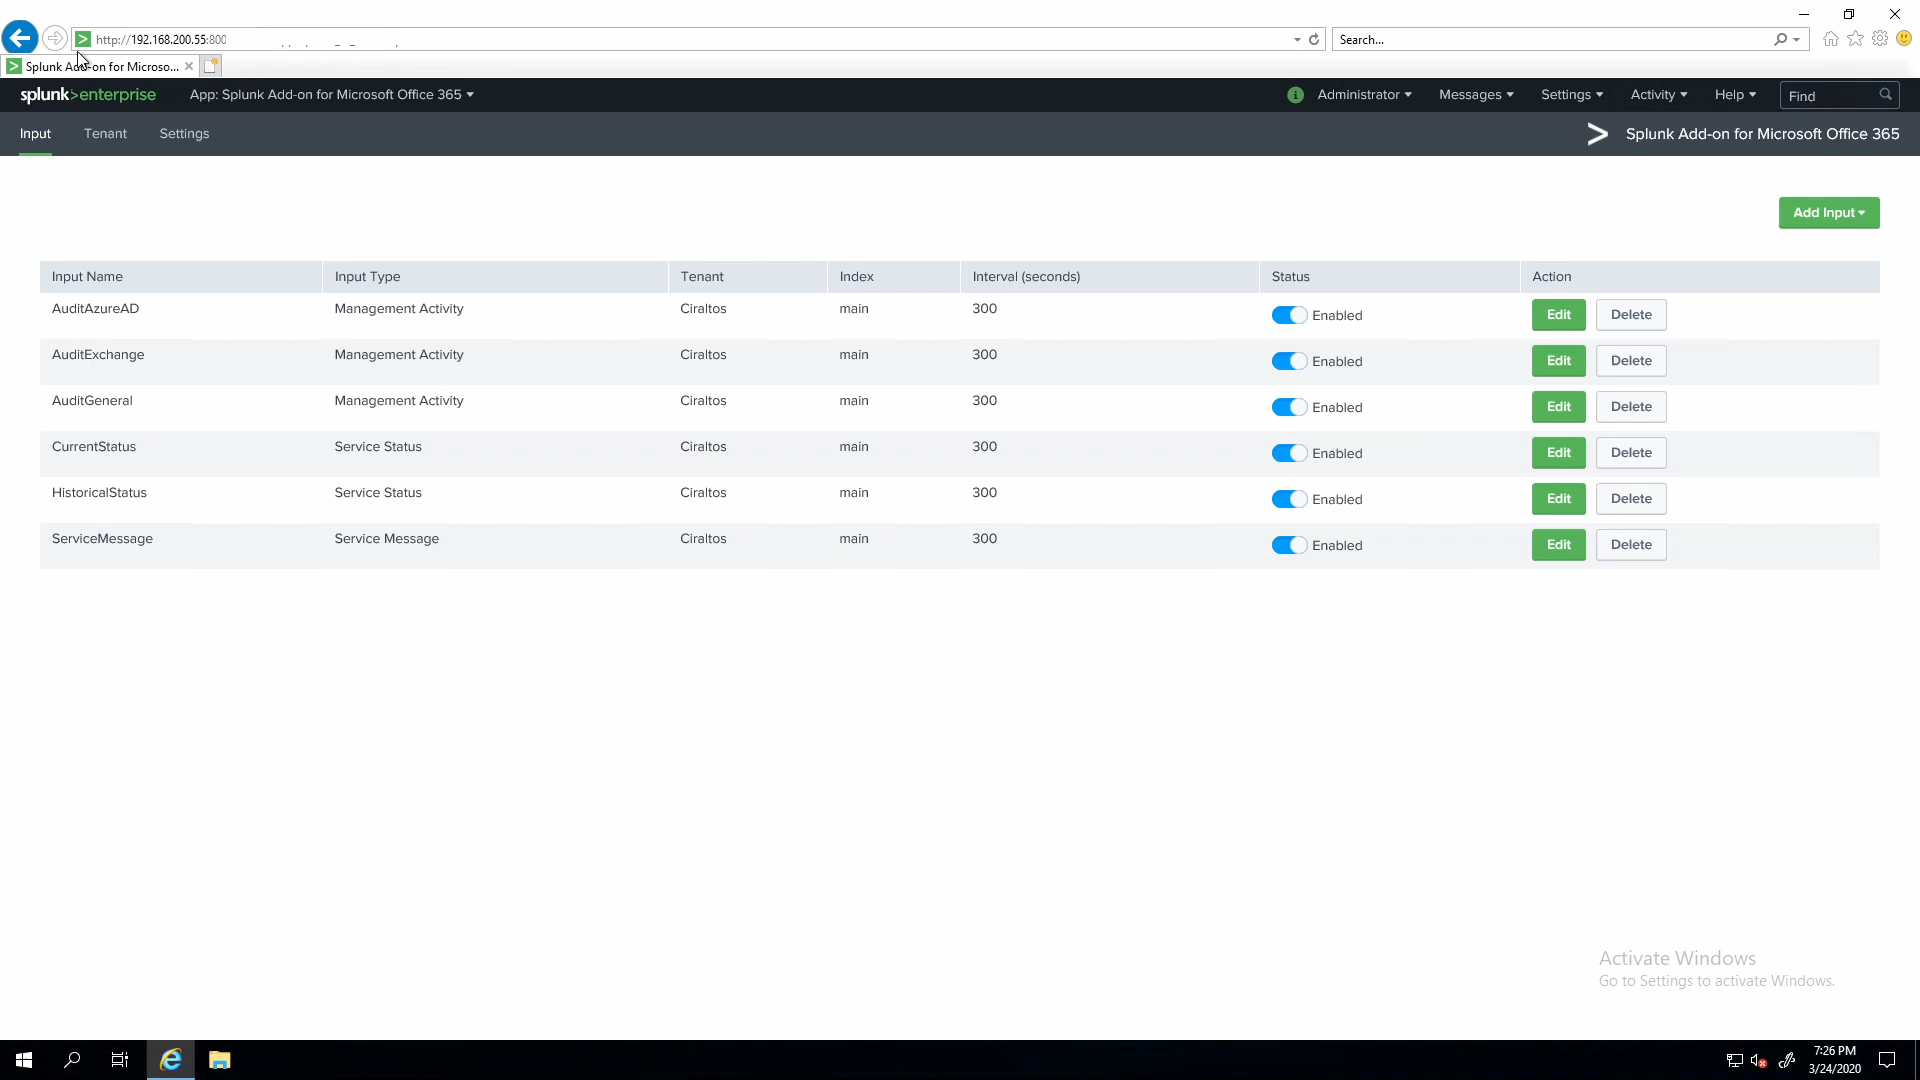 http://192.168.200.55:800
Search...
Splunk Add-on for Microso...
splunk>enterprise App: Splunk Add-on for Microsoft Office 365
Administrator Messages Settings Activity Help Find
Input Tenant Settings
Splunk Add-on for Microsoft Office 365
Add Input
Input Name Input Type Tenant Index Interval (seconds) Status Action
AuditAzureAD Management Activity Ciraltos main 300 Enabled Edit Delete
AuditExchange Management Activity Ciraltos main 300 Enabled Edit Delete
AuditGeneral Management Activity Ciraltos main 300 Enabled Edit Delete
CurrentStatus Service Status Ciraltos main 300 Enabled Edit Delete
HistoricalStatus Service Status Ciraltos main 300 Enabled Edit Delete
ServiceMessage Service Message Ciraltos main 300 Enabled Edit Delete
Activate Windows
Go to Settings to activate Windows.
7:26 PM
3/24/2020